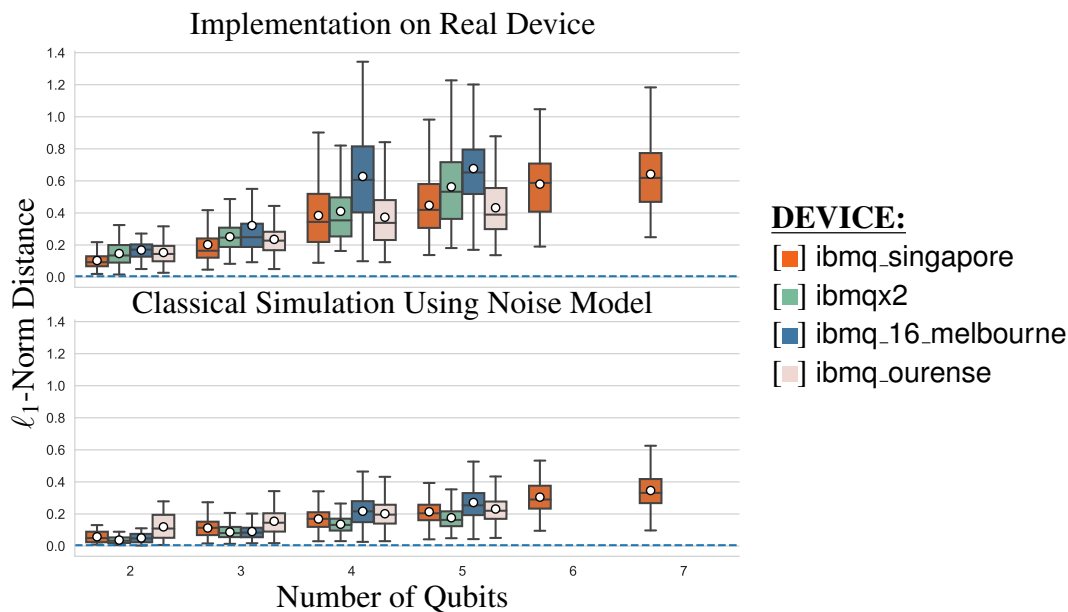 Implementation on Real Device
1.4
1.2
1.0
0.8
0.6
0.4
0.2
0.0
Classical Simulation Using Noise Model
1.4
1.2
1.0
0.8
0.6
0.4
0.2
0.0
2 3 4 5 6 7
Number of Qubits
ℓ₁-Norm Distance
DEVICE:
[ ] ibmq_singapore
[ ] ibmqx2
[ ] ibmq_16_melbourne
[ ] ibmq_ourense